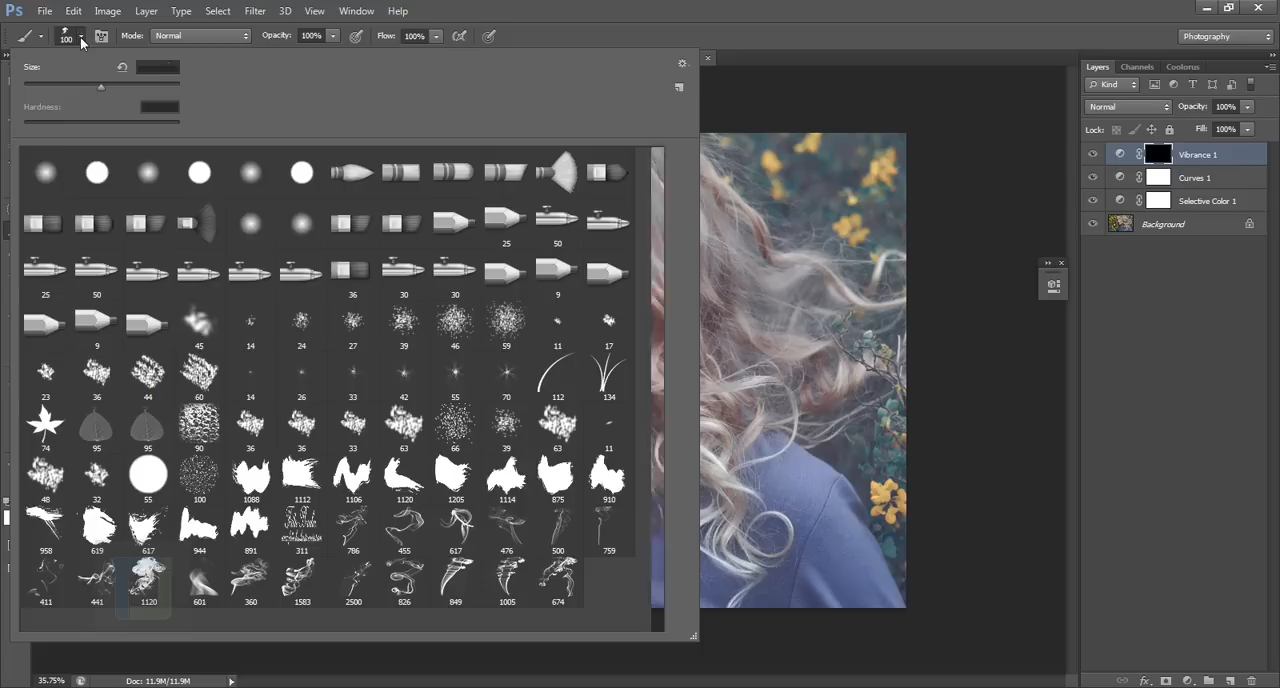 Ps File Edit Image Layer Type Select Filter 3D View Window Help
100 Mode: Normal Opacity: 100% Flow: 100% Photography
Size:
Hardness:
25 50
25 50 36 30 30 9
9 45 14 24 27 39 46 59 11 17
23 36 44 60 14 26 33 42 55 70 112 134
74 95 95 90 36 36 33 63 66 39 63 11
48 32 55 100 1088 1112 1106 1120 1205 1114 875 910
958 619 617 944 891 311 786 455 617 476 500 759
411 441 1120 601 360 1583 2500 826 849 1005 674
Layers Channels Coolorus
Kind
Normal Opacity: 100%
Lock: Fill: 100%
Vibrance 1
Curves 1
Selective Color 1
Background
35.75% Doc: 11.9M/11.9M
fx